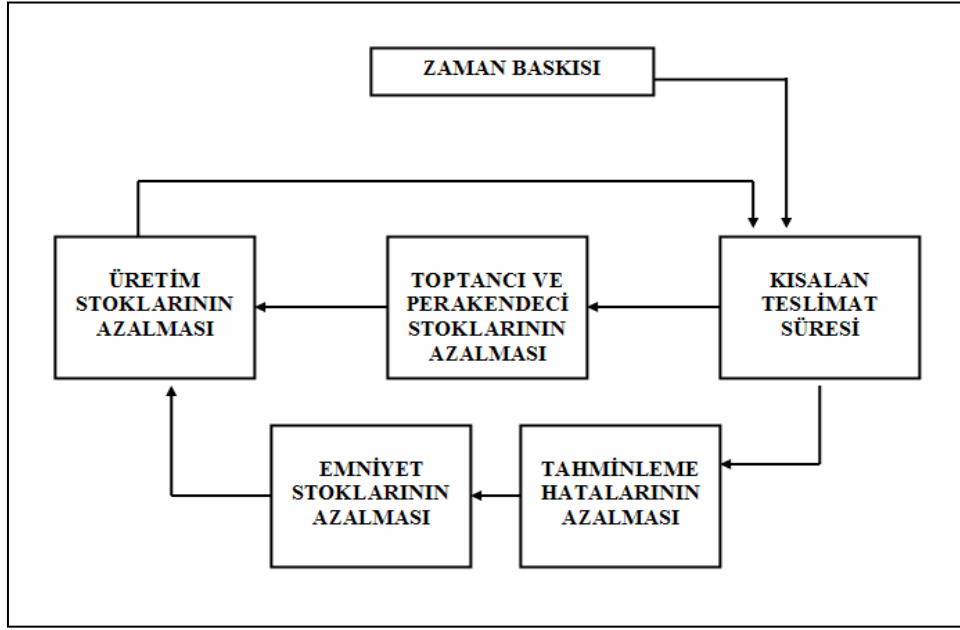 ZAMAN BASKISI
ÜRETİM
STOKLARININ
AZALMASI
TOPTANCI VE
PERAKENDECİ
STOKLARININ
AZALMASI
KISALAN
TESLİMAT
SÜRESİ
EMNİYET
STOKLARININ
AZALMASI
TAHMİNLEME
HATALARININ
AZALMASI